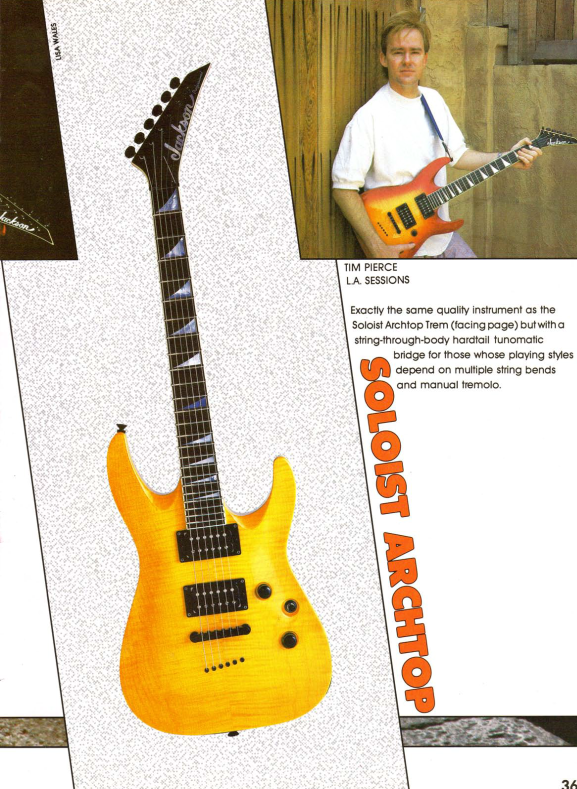 LISA WALES
Jackson
Jackson
Jackson
TIM PIERCE
L.A. SESSIONS
Exactly the same quality instrument as the
Soloist Archtop Trem (facing page) but with a
string-through-body hardtail tunomatic
bridge for those whose playing styles
depend on multiple string bends
and manual tremolo.
SOLOIST ARCHTOP
36